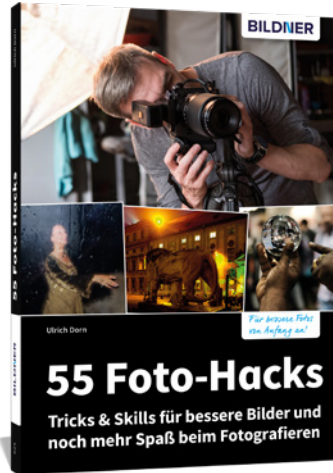 BILDNER
Ulrich Dorn
Für bessere Fotos
von Anfang an!
55 Foto-Hacks
Tricks & Skills für bessere Bilder und
noch mehr Spaß beim Fotografieren
55 Foto-Hacks
BILDNER